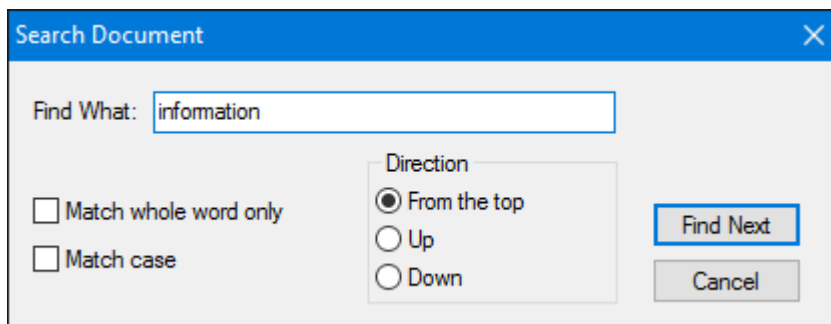 Search Document
Find What: information
Direction
From the top
Match whole word only
Up
Find Next
Match case
Down
Cancel